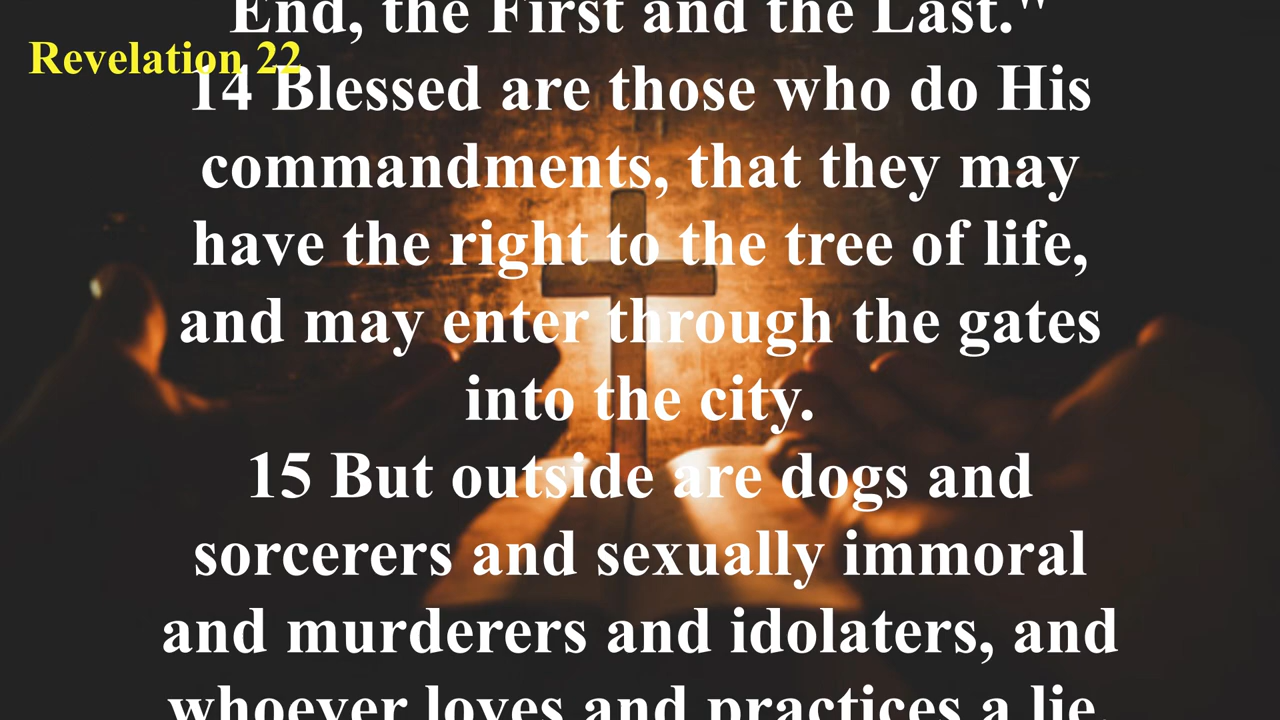 End, the First and the Last."
Revelation 22
14 Blessed are those who do His
commandments, that they may
have the right to the tree of life,
and may enter through the gates
into the city.
15 But outside are dogs and
sorcerers and sexually immoral
and murderers and idolaters, and
whoever loves and practices a lie